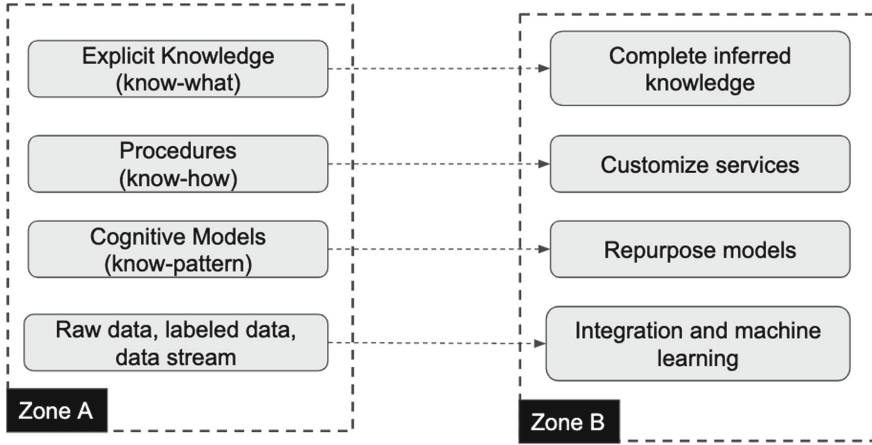 Explicit Knowledge
(know-what)
Complete inferred
knowledge
Procedures
(know-how)
Customize services
Cognitive Models
(know-pattern)
Repurpose models
Raw data, labeled data,
data stream
Integration and machine
learning
Zone A
Zone B